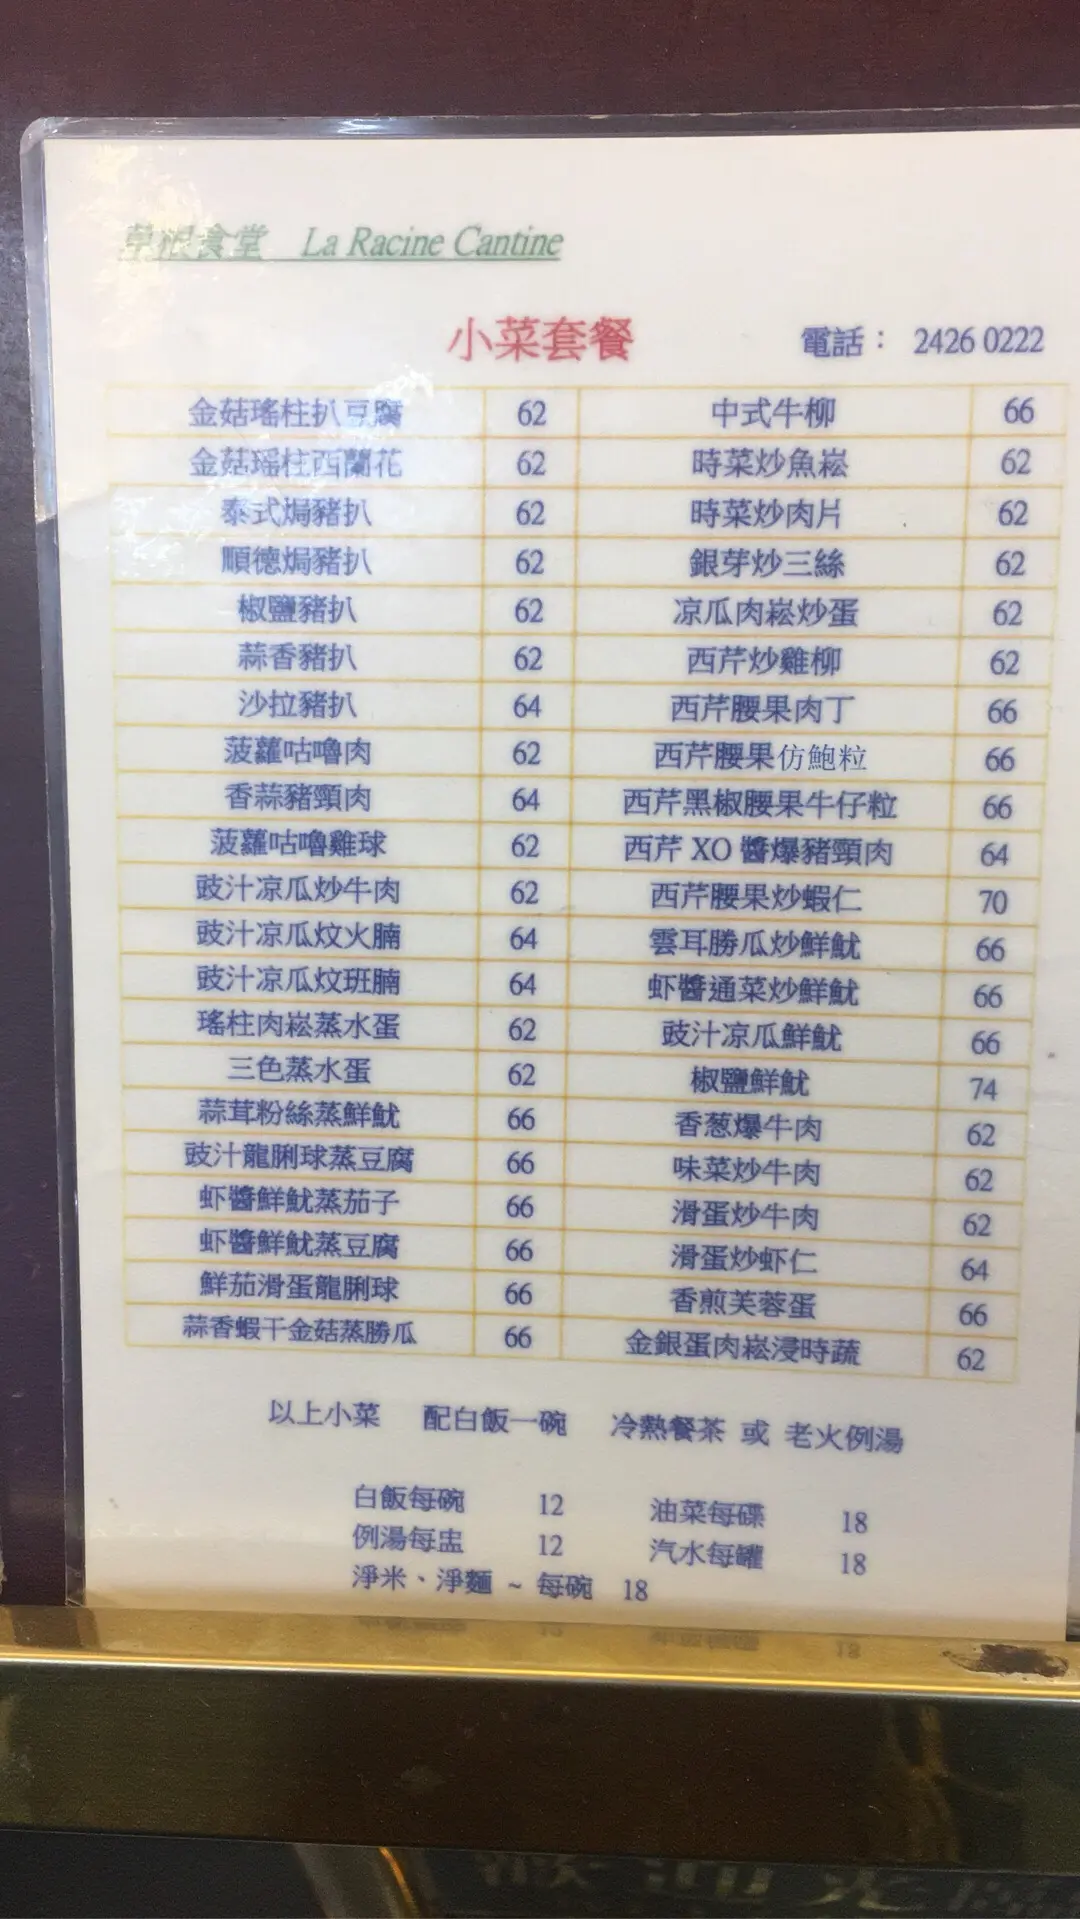 草根食堂 La Racine Cantine
小菜套餐 電話： 2426 0222
金菇瑤柱扒豆腐 62 中式牛柳 66
金菇瑤柱西蘭花 62 時菜炒魚崧 62
泰式焗豬扒 62 時菜炒肉片 62
順德焗豬扒 62 銀芽炒三絲 62
椒鹽豬扒 62 凉瓜肉崧炒蛋 62
蒜香豬扒 62 西芹炒雞柳 62
沙拉豬扒 64 西芹腰果肉丁 66
菠蘿咕嚕肉 62 西芹腰果仿鮑粒 66
香蒜豬頸肉 64 西芹黑椒腰果牛仔粒 66
菠蘿咕嚕雞球 62 西芹 XO 醬爆豬頸肉 64
豉汁凉瓜炒牛肉 62 西芹腰果炒蝦仁 70
豉汁凉瓜炆火腩 64 雲耳勝瓜炒鮮魷 66
豉汁凉瓜炆班腩 64 虾醬通菜炒鮮魷 66
瑤柱肉崧蒸水蛋 62 豉汁凉瓜鮮魷 66
三色蒸水蛋 62 椒鹽鮮魷 74
蒜茸粉絲蒸鮮魷 66 香葱爆牛肉 62
豉汁龍脷球蒸豆腐 66 味菜炒牛肉 62
虾醬鮮魷蒸茄子 66 滑蛋炒牛肉 62
虾醬鮮魷蒸豆腐 66 滑蛋炒虾仁 64
鮮茄滑蛋龍脷球 66 香煎芙蓉蛋 66
蒜香蝦干金菇蒸勝瓜 66 金銀蛋肉崧浸時蔬 62
以上小菜 配白飯一碗 冷熱餐茶 或 老火例湯
白飯每碗 12 油菜每碟 18
例湯每盅 12 汽水每罐 18
淨米、淨麵 ~ 每碗 18